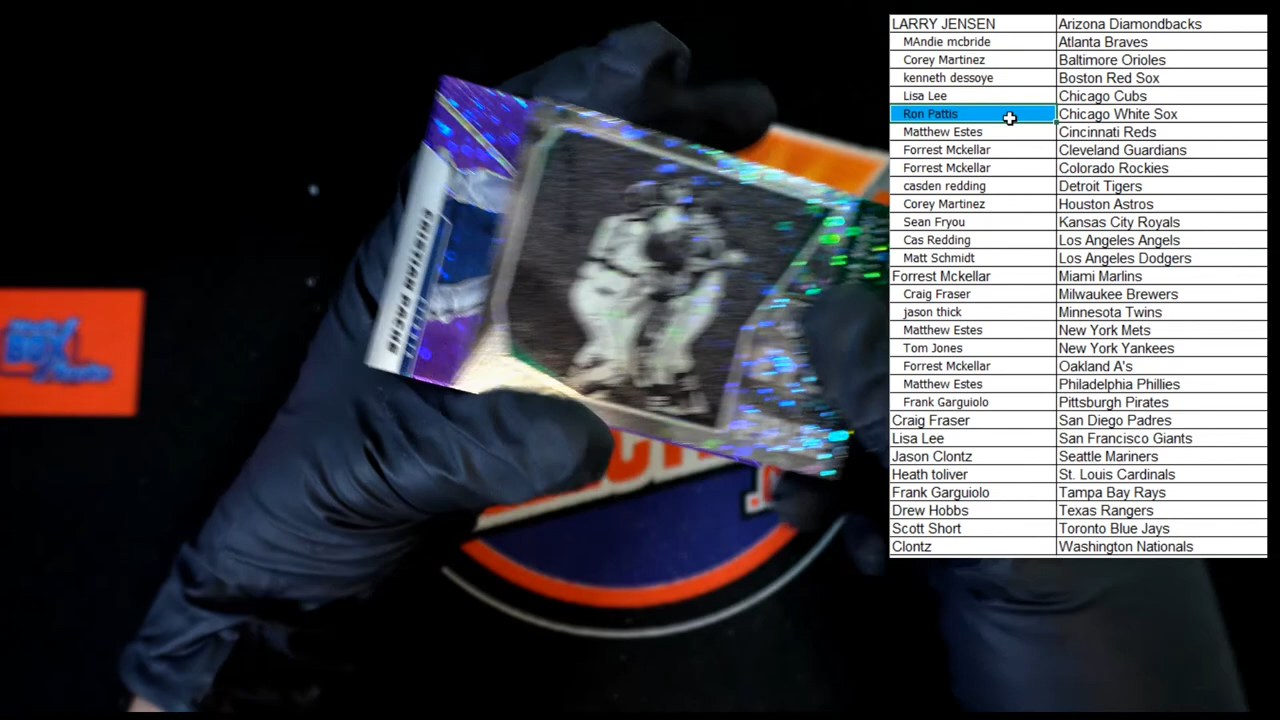 LARRY JENSEN Arizona Diamondbacks
MAndie mcbride Atlanta Braves
Corey Martinez Baltimore Orioles
kenneth dessoye Boston Red Sox
Lisa Lee Chicago Cubs
Ron Pattis Chicago White Sox
Matthew Estes Cincinnati Reds
Forrest Mckellar Cleveland Guardians
Forrest Mckellar Colorado Rockies
casden redding Detroit Tigers
Corey Martinez Houston Astros
Sean Fryou Kansas City Royals
Cas Redding Los Angeles Angels
Matt Schmidt Los Angeles Dodgers
Forrest Mckellar Miami Marlins
Craig Fraser Milwaukee Brewers
jason thick Minnesota Twins
Matthew Estes New York Mets
Tom Jones New York Yankees
Forrest Mckellar Oakland A's
Matthew Estes Philadelphia Phillies
Frank Garguiolo Pittsburgh Pirates
Craig Fraser San Diego Padres
Lisa Lee San Francisco Giants
Jason Clontz Seattle Mariners
Heath toliver St. Louis Cardinals
Frank Garguiolo Tampa Bay Rays
Drew Hobbs Texas Rangers
Scott Short Toronto Blue Jays
Clontz Washington Nationals
BOX